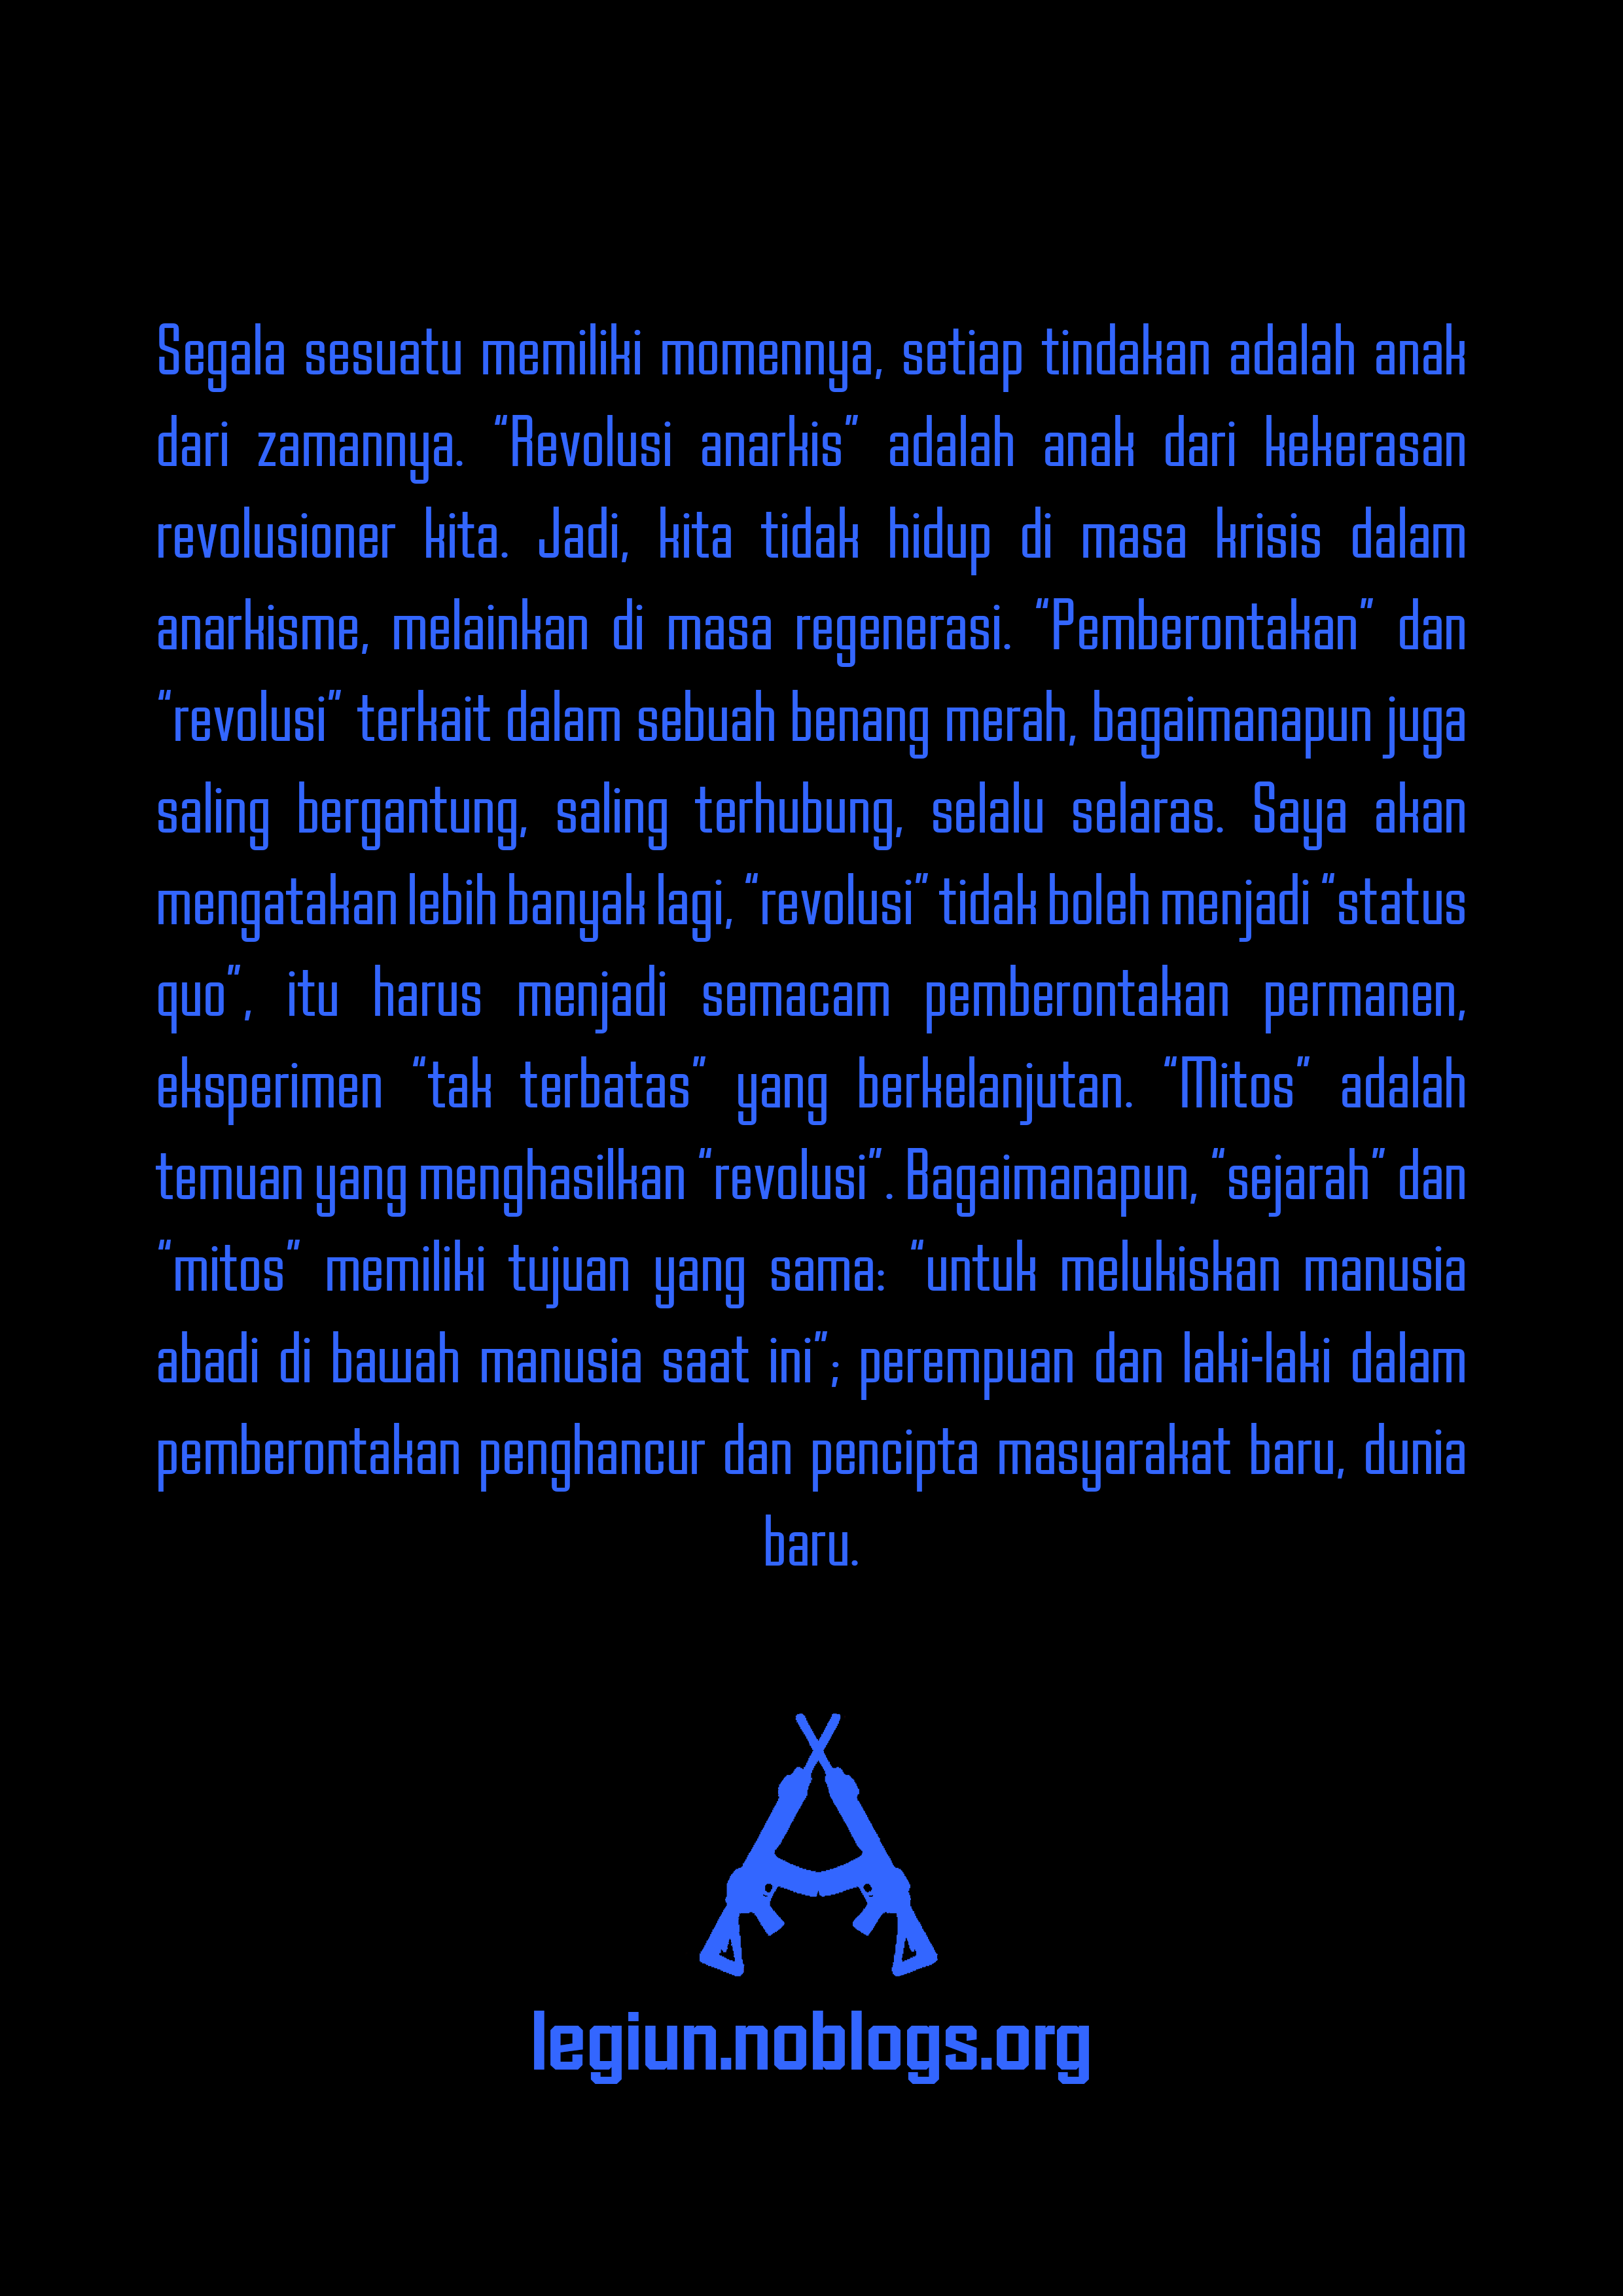 Segala sesuatu memiliki momennya, setiap tindakan adalah anak
dari zamannya. “Revolusi anarkis” adalah anak dari kekerasan
revolusioner kita. Jadi, kita tidak hidup di masa krisis dalam
anarkisme, melainkan di masa regenerasi. “Pemberontakan” dan
“revolusi” terkait dalam sebuah benang merah, bagaimanapun juga
saling bergantung, saling terhubung, selalu selaras. Saya akan
mengatakan lebih banyak lagi, “revolusi” tidak boleh menjadi “status
quo”, itu harus menjadi semacam pemberontakan permanen,
eksperimen “tak terbatas” yang berkelanjutan. “Mitos” adalah
temuan yang menghasilkan “revolusi”. Bagaimanapun, “sejarah” dan
“mitos” memiliki tujuan yang sama: “untuk melukiskan manusia
abadi di bawah manusia saat ini”; perempuan dan laki-laki dalam
pemberontakan penghancur dan pencipta masyarakat baru, dunia
baru.
legiun.noblogs.org